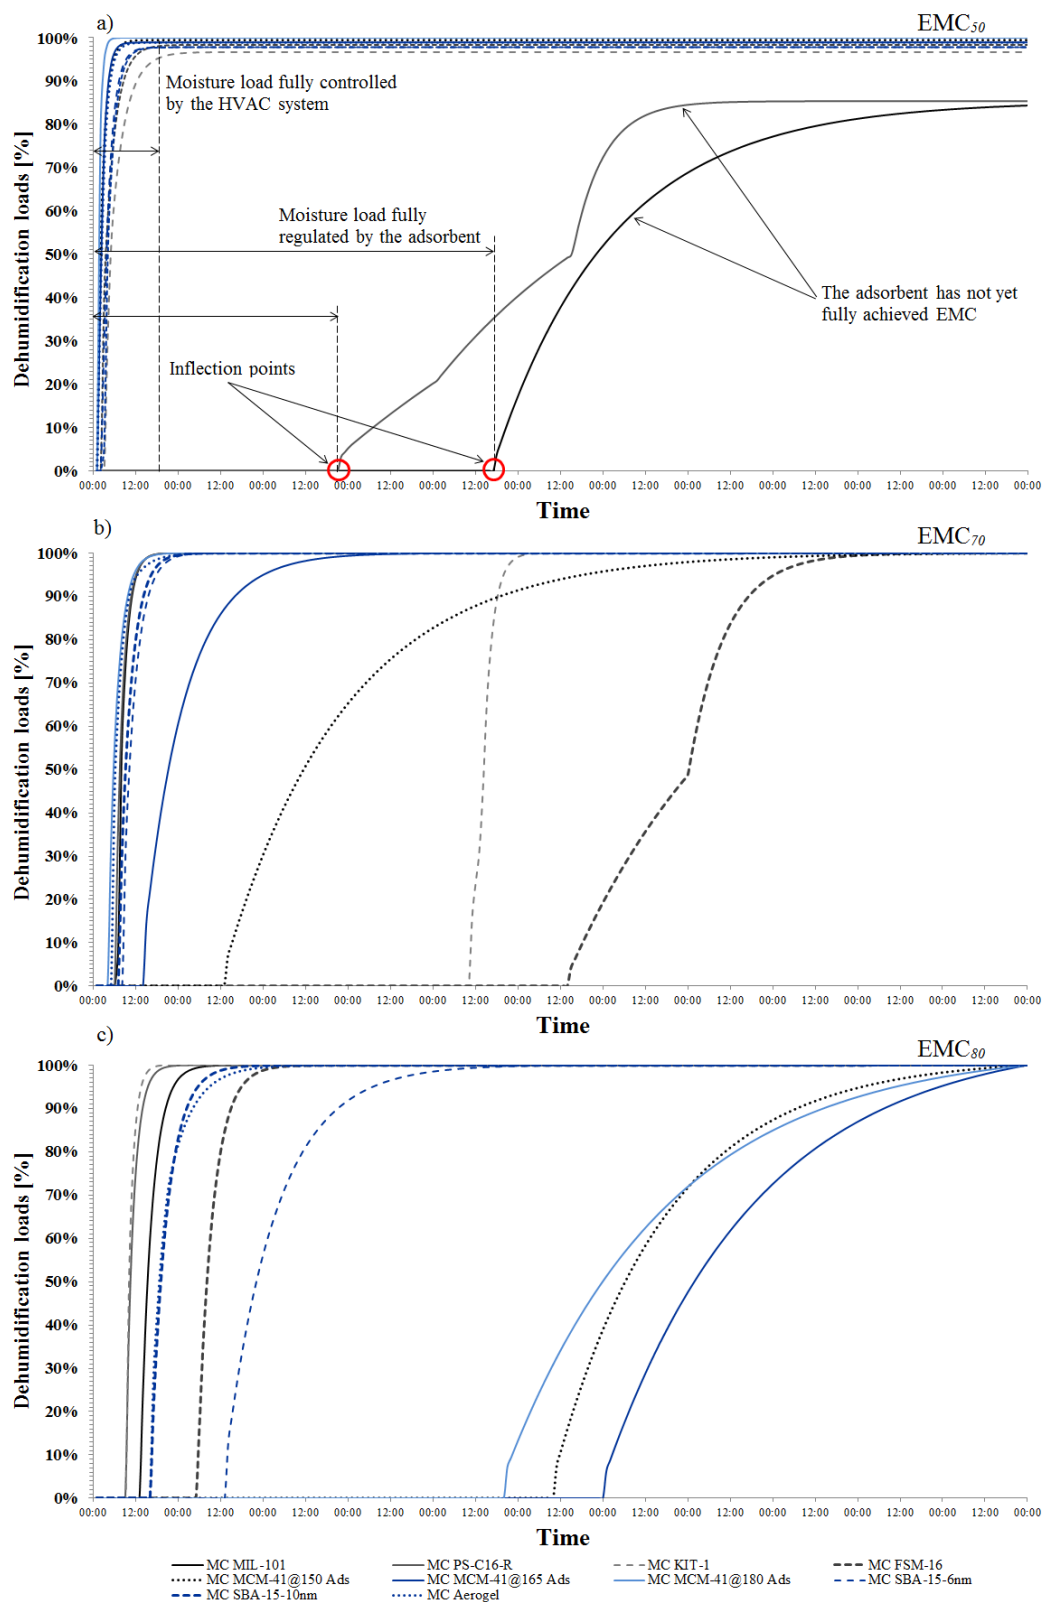 a)
EMC50
100%
90%
80%
70%
60%
50%
40%
30%
20%
10%
0%
Dehumidification loads [%]
Moisture load fully controlled
by the HVAC system
Moisture load fully
regulated by the adsorbent
The adsorbent has not yet
fully achieved EMC
Inflection points
00:00 12:00 00:00 12:00 00:00 12:00 00:00 12:00 00:00 12:00 00:00 12:00 00:00 12:00 00:00 12:00 00:00 12:00 00:00 12:00 00:00 12:00 00:00
Time
b)
EMC70
100%
90%
80%
70%
60%
50%
40%
30%
20%
10%
0%
Dehumidification loads [%]
00:00 12:00 00:00 12:00 00:00 12:00 00:00 12:00 00:00 12:00 00:00 12:00 00:00 12:00 00:00 12:00 00:00 12:00 00:00 12:00 00:00 12:00 00:00
Time
c)
EMC80
100%
90%
80%
70%
60%
50%
40%
30%
20%
10%
0%
Dehumidification loads [%]
00:00 12:00 00:00 12:00 00:00 12:00 00:00 12:00 00:00 12:00 00:00 12:00 00:00 12:00 00:00 12:00 00:00 12:00 00:00 12:00 00:00 12:00 00:00
Time
MC MIL-101 MC PS-C16-R MC KIT-1 MC FSM-16
MC MCM-41@150 Ads MC MCM-41@165 Ads MC MCM-41@180 Ads MC SBA-15-6nm
MC SBA-15-10nm MC Aerogel